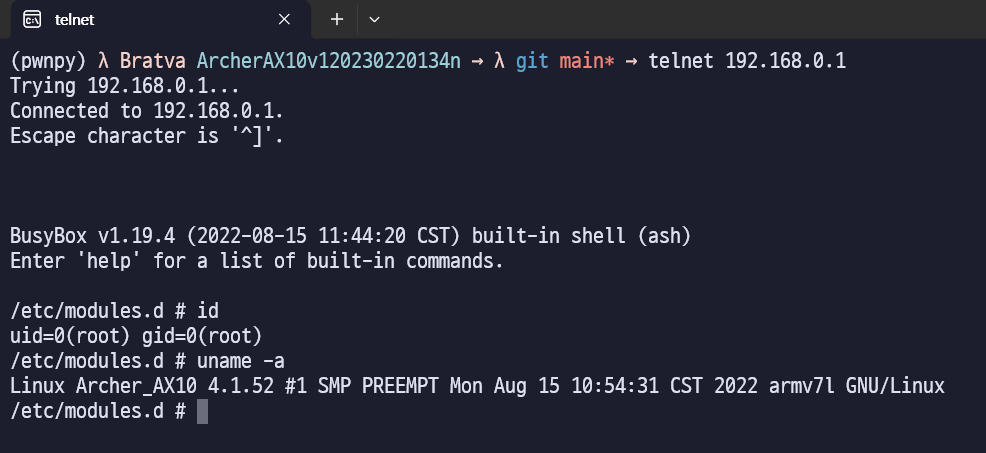 telnet
(pwnpy) λ Bratva ArcherAX10v120230220134n → λ git main* → telnet 192.168.0.1
Trying 192.168.0.1...
Connected to 192.168.0.1.
Escape character is '^]'.
BusyBox v1.19.4 (2022-08-15 11:44:20 CST) built-in shell (ash)
Enter 'help' for a list of built-in commands.
/etc/modules.d # id
uid=0(root) gid=0(root)
/etc/modules.d # uname -a
Linux Archer_AX10 4.1.52 #1 SMP PREEMPT Mon Aug 15 10:54:31 CST 2022 armv7l GNU/Linux
/etc/modules.d #